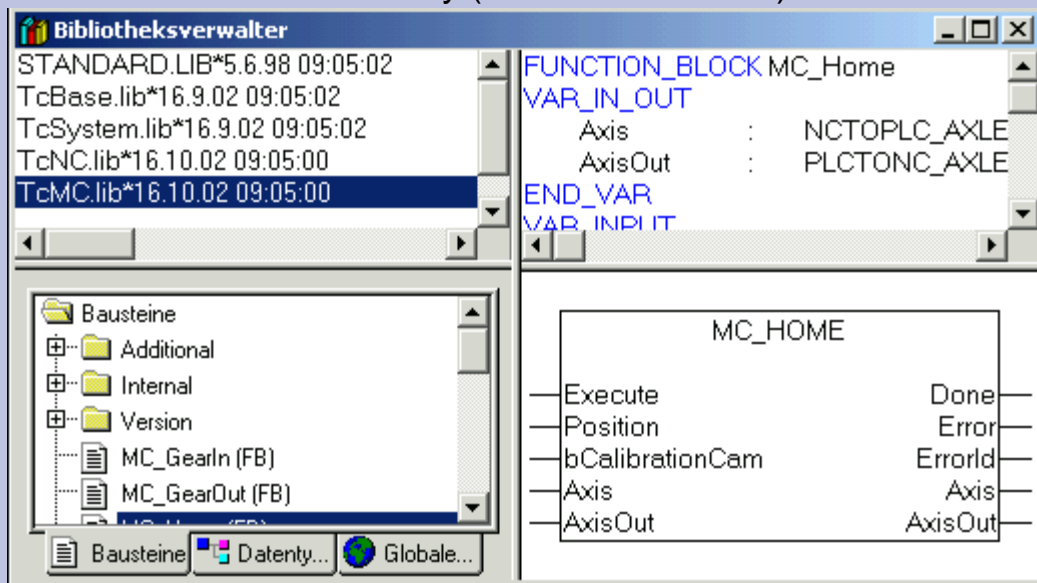 Bibliotheksverwalter
STANDARD.LIB*5.6.98 09:05:02
TcBase.lib*16.9.02 09:05:02
TcSystem.lib*16.9.02 09:05:02
TcNC.lib*16.10.02 09:05:00
TcMC.lib*16.10.02 09:05:00
FUNCTION_BLOCK MC_Home
VAR_IN_OUT
Axis : NCTOPLC_AXLE
AxisOut : PLCTONC_AXLE
END_VAR
VAR_INPUT
Bausteine
Additional
Internal
Version
MC_GearIn (FB)
MC_GearOut (FB)
MC_Home (FB)
Bausteine Datenty... Globale...
MC_HOME
Execute Done
Position Error
bCalibrationCam ErrorId
Axis Axis
AxisOut AxisOut